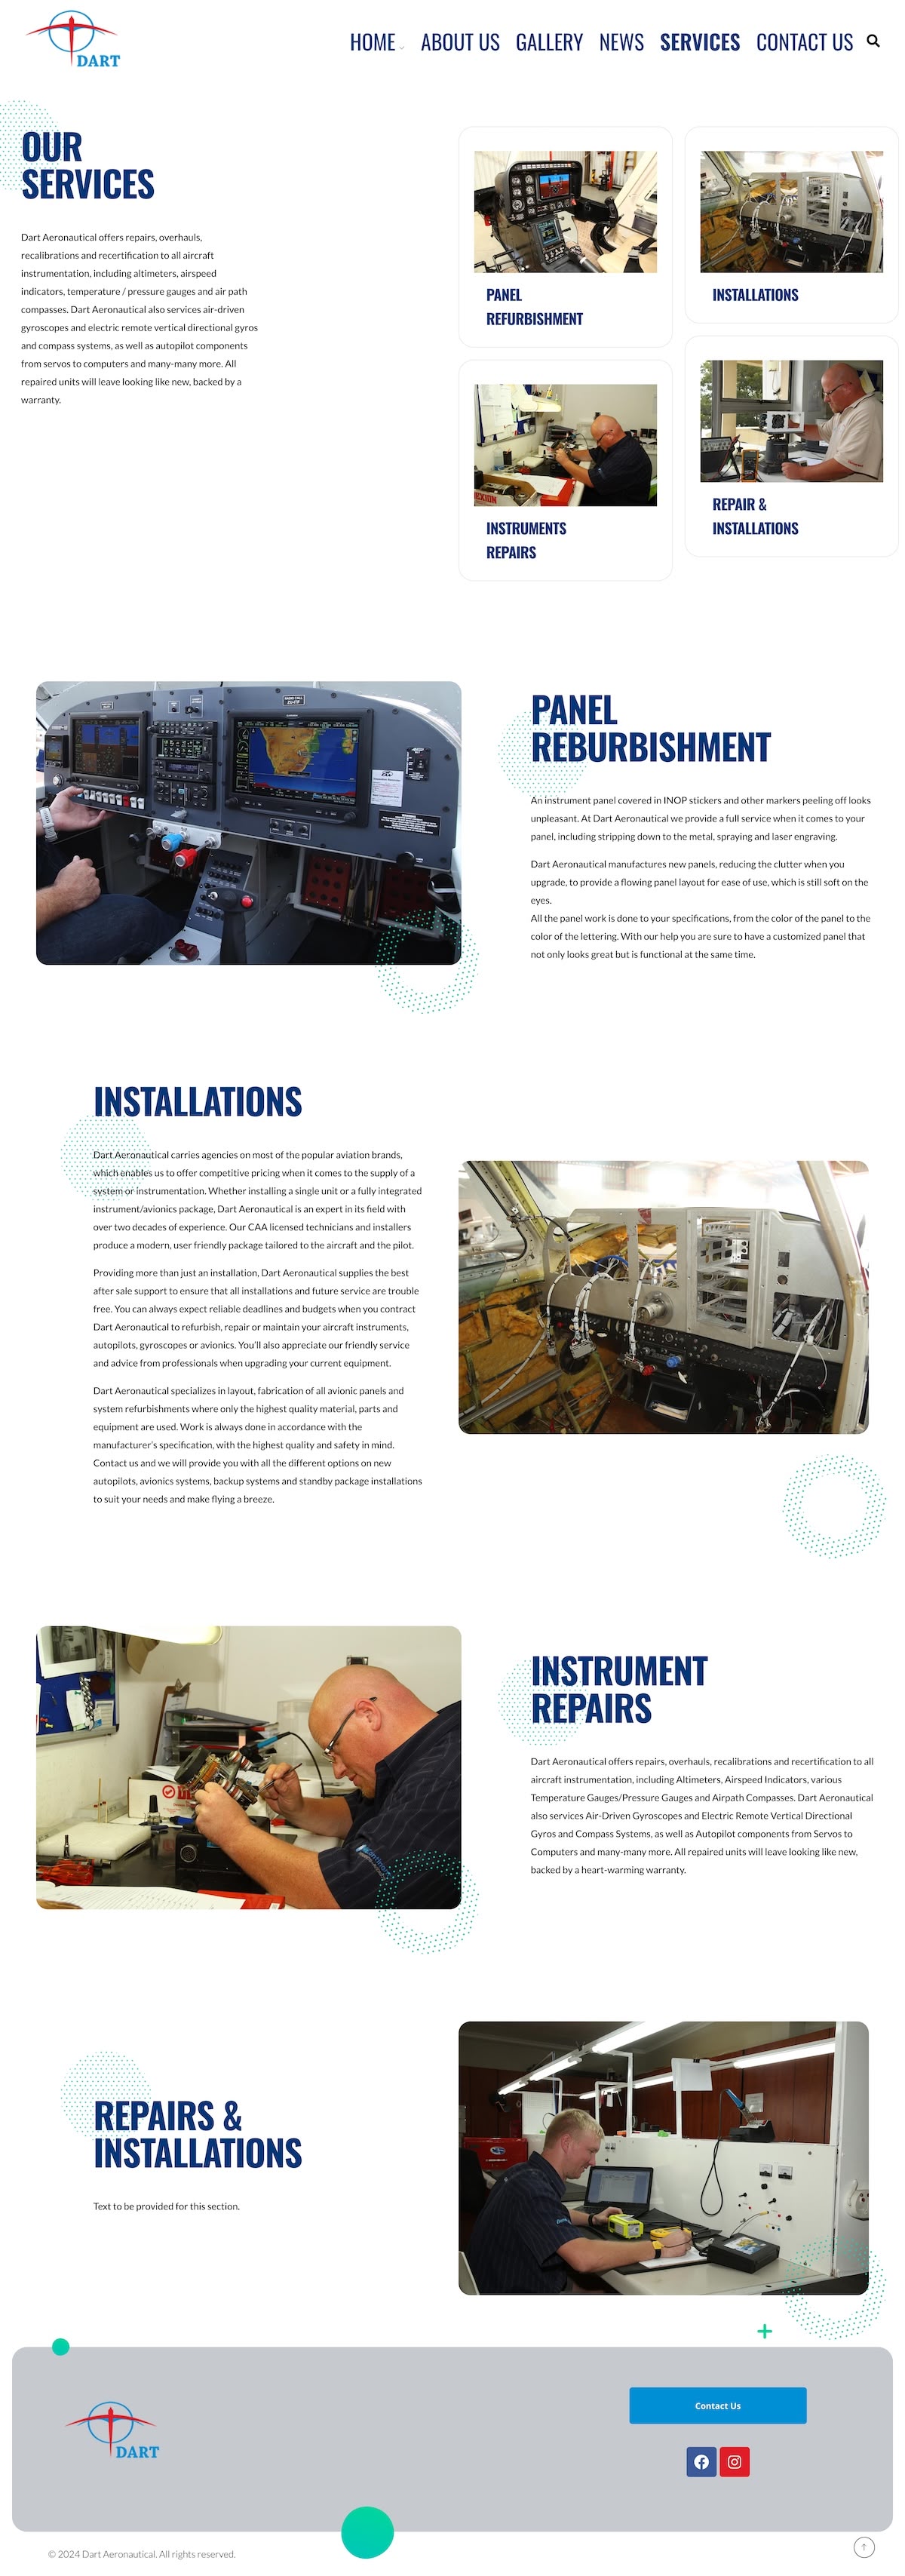 DART
HOME ABOUT US GALLERY NEWS SERVICES CONTACT US
OUR
SERVICES
Dart Aeronautical offers repairs, overhauls,
recalibrations and recertification to all aircraft
instrumentation, including altimeters, airspeed
indicators, temperature / pressure gauges and air path
compasses. Dart Aeronautical also services air-driven
gyroscopes and electric remote vertical directional gyros
and compass systems, as well as autopilot components
from servos to computers and many-many more. All
repaired units will leave looking like new, backed by a
warranty.
PANEL
REFURBISHMENT
INSTALLATIONS
INSTRUMENTS
REPAIRS
REPAIR &
INSTALLATIONS
PANEL
REBURBISHMENT
An instrument panel covered in INOP stickers and other markers peeling off looks
unpleasant. At Dart Aeronautical we provide a full service when it comes to your
panel, including stripping down to the metal, spraying and laser engraving.
Dart Aeronautical manufactures new panels, reducing the clutter when you
upgrade, to provide a flowing panel layout for ease of use, which is still soft on the
eyes.
All the panel work is done to your specifications, from the color of the panel to the
color of the lettering. With our help you are sure to have a customized panel that
not only looks great but is functional at the same time.
INSTALLATIONS
Dart Aeronautical carries agencies on most of the popular aviation brands,
which enables us to offer competitive pricing when it comes to the supply of a
system or instrumentation. Whether installing a single unit or a fully integrated
instrument/avionics package, Dart Aeronautical is an expert in its field with
over two decades of experience. Our CAA licensed technicians and installers
produce a modern, user friendly package tailored to the aircraft and the pilot.
Providing more than just an installation, Dart Aeronautical supplies the best
after sale support to ensure that all installations and future service are trouble
free. You can always expect reliable deadlines and budgets when you contract
Dart Aeronautical to refurbish, repair or maintain your aircraft instruments,
autopilots, gyroscopes or avionics. You'll also appreciate our friendly service
and advice from professionals when upgrading your current equipment.
Dart Aeronautical specializes in layout, fabrication of all avionic panels and
system refurbishments where only the highest quality material, parts and
equipment are used. Work is always done in accordance with the
manufacturer's specification, with the highest quality and safety in mind.
Contact us and we will provide you with all the different options on new
autopilots, avionics systems, backup systems and standby package installations
to suit your needs and make flying a breeze.
INSTRUMENT
REPAIRS
Dart Aeronautical offers repairs, overhauls, recalibrations and recertification to all
aircraft instrumentation, including Altimeters, Airspeed Indicators, various
Temperature Gauges/Pressure Gauges and Airpath Compasses. Dart Aeronautical
also services Air-Driven Gyroscopes and Electric Remote Vertical Directional
Gyros and Compass Systems, as well as Autopilot components from Servos to
Computers and many-many more. All repaired units will leave looking like new,
backed by a heart-warming warranty.
REPAIRS &
INSTALLATIONS
Text to be provided for this section.
DART
Contact Us
© 2024 Dart Aeronautical. All rights reserved.